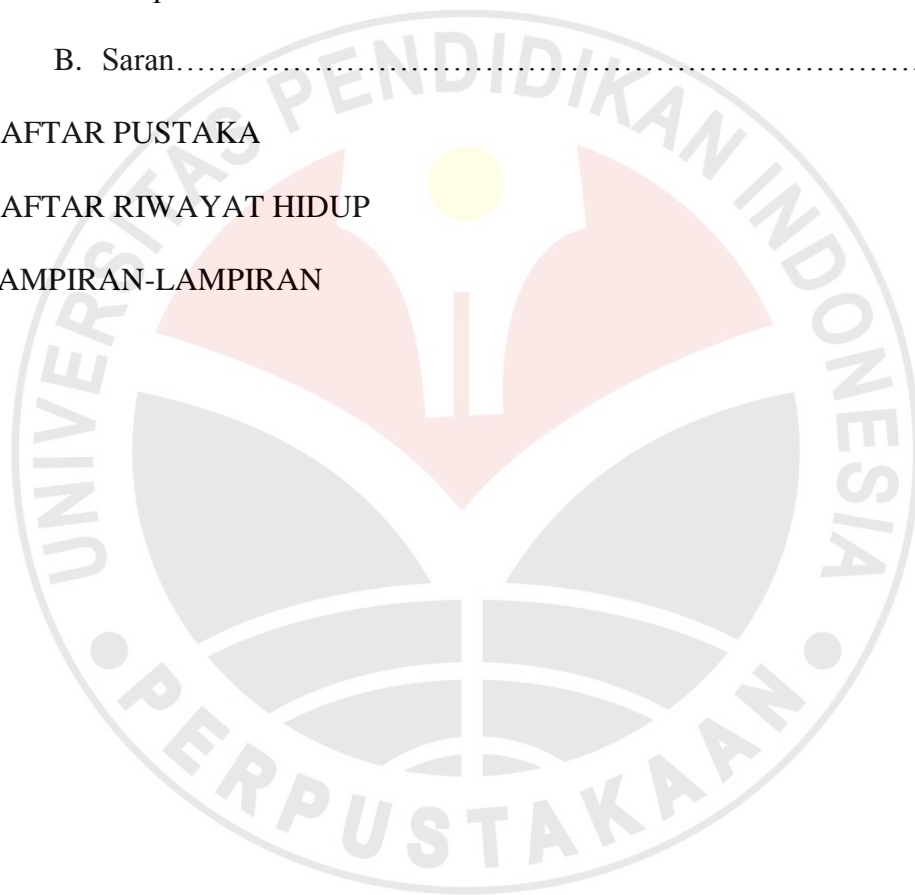 B. Saran……………………………………………………………
AFTAR PUSTAKA
AFTAR RIWAYAT HIDUP
AMPIRAN-LAMPIRAN
UNIVERSITAS PENDIDIKAN INDONESIA
PERPUSTAKAAN